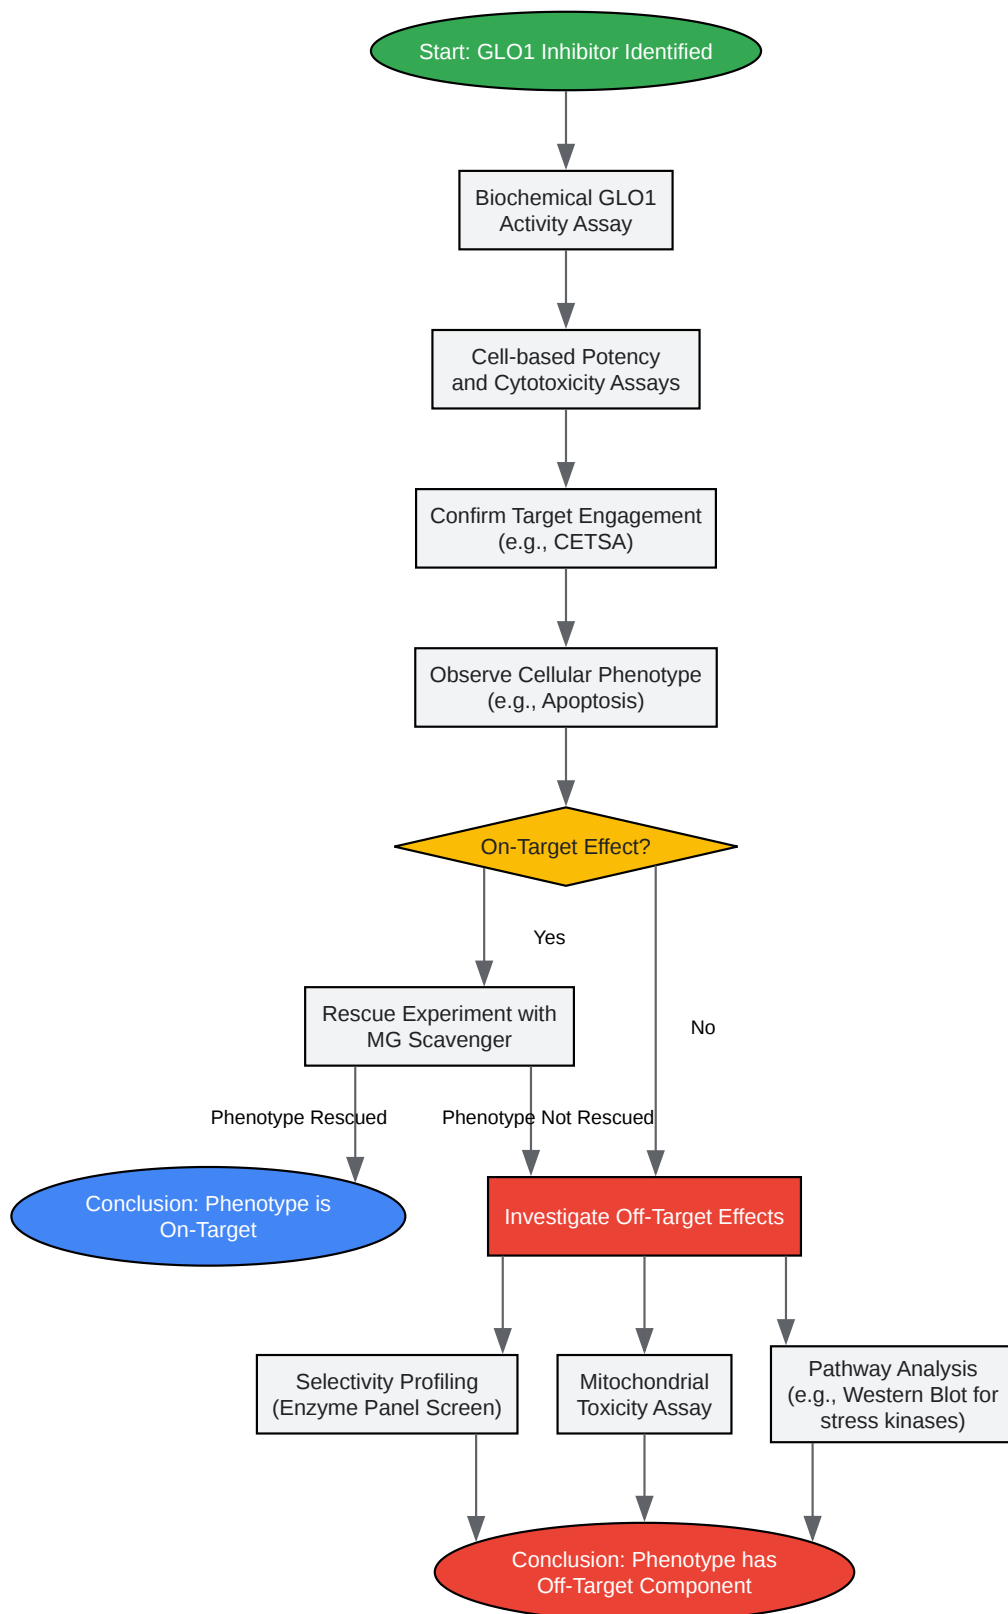 Start: GLO1 Inhibitor Identified
Biochemical GLO1
Activity Assay
Cell-based Potency
and Cytotoxicity Assays
Confirm Target Engagement
(e.g., CETSA)
Observe Cellular Phenotype
(e.g., Apoptosis)
On-Target Effect?
Yes
Rescue Experiment with
MG Scavenger
No
Phenotype Rescued
Phenotype Not Rescued
Conclusion: Phenotype is
On-Target
Investigate Off-Target Effects
Selectivity Profiling
(Enzyme Panel Screen)
Mitochondrial
Toxicity Assay
Pathway Analysis
(e.g., Western Blot for
stress kinases)
Conclusion: Phenotype has
Off-Target Component